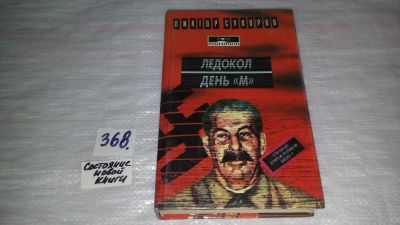 ВИКТОР СУВОРОВ
ЛЕДОКОЛ
ДЕНЬ «М»
368.
Состояние
новой
книги